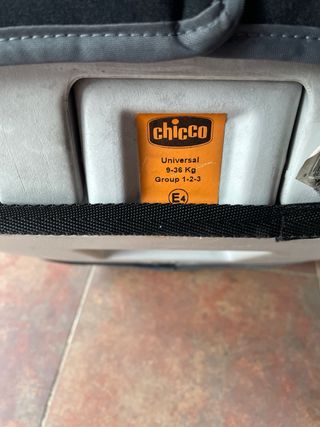 chicco
Universal
9-36 Kg
Group 1-2-3
E4